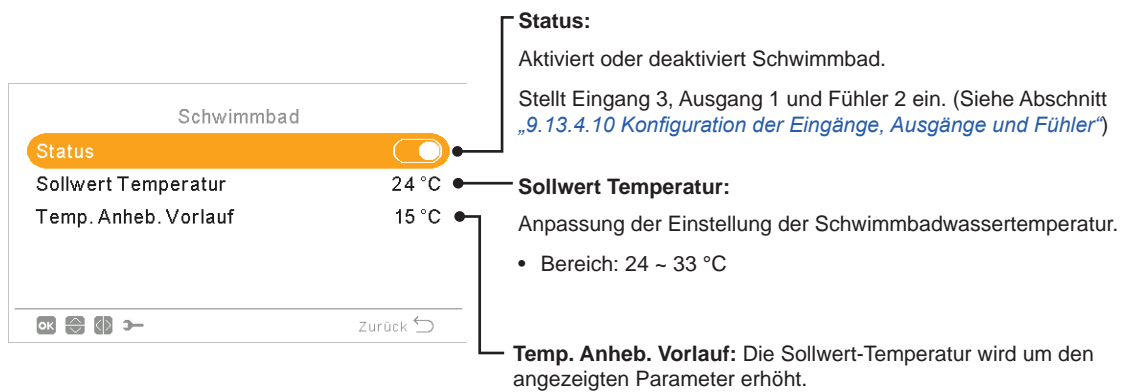 Schwimmbad
Status
Sollwert Temperatur 24 °C
Temp. Anheb. Vorlauf 15 °C
OK Zurück
Status:
Aktiviert oder deaktiviert Schwimmbad.
Stellt Eingang 3, Ausgang 1 und Fühler 2 ein. (Siehe Abschnitt
„9.13.4.10 Konfiguration der Eingänge, Ausgänge und Fühler“)
Sollwert Temperatur:
Anpassung der Einstellung der Schwimmbadwassertemperatur.
• Bereich: 24 ~ 33 °C
Temp. Anheb. Vorlauf: Die Sollwert-Temperatur wird um den
angezeigten Parameter erhöht.